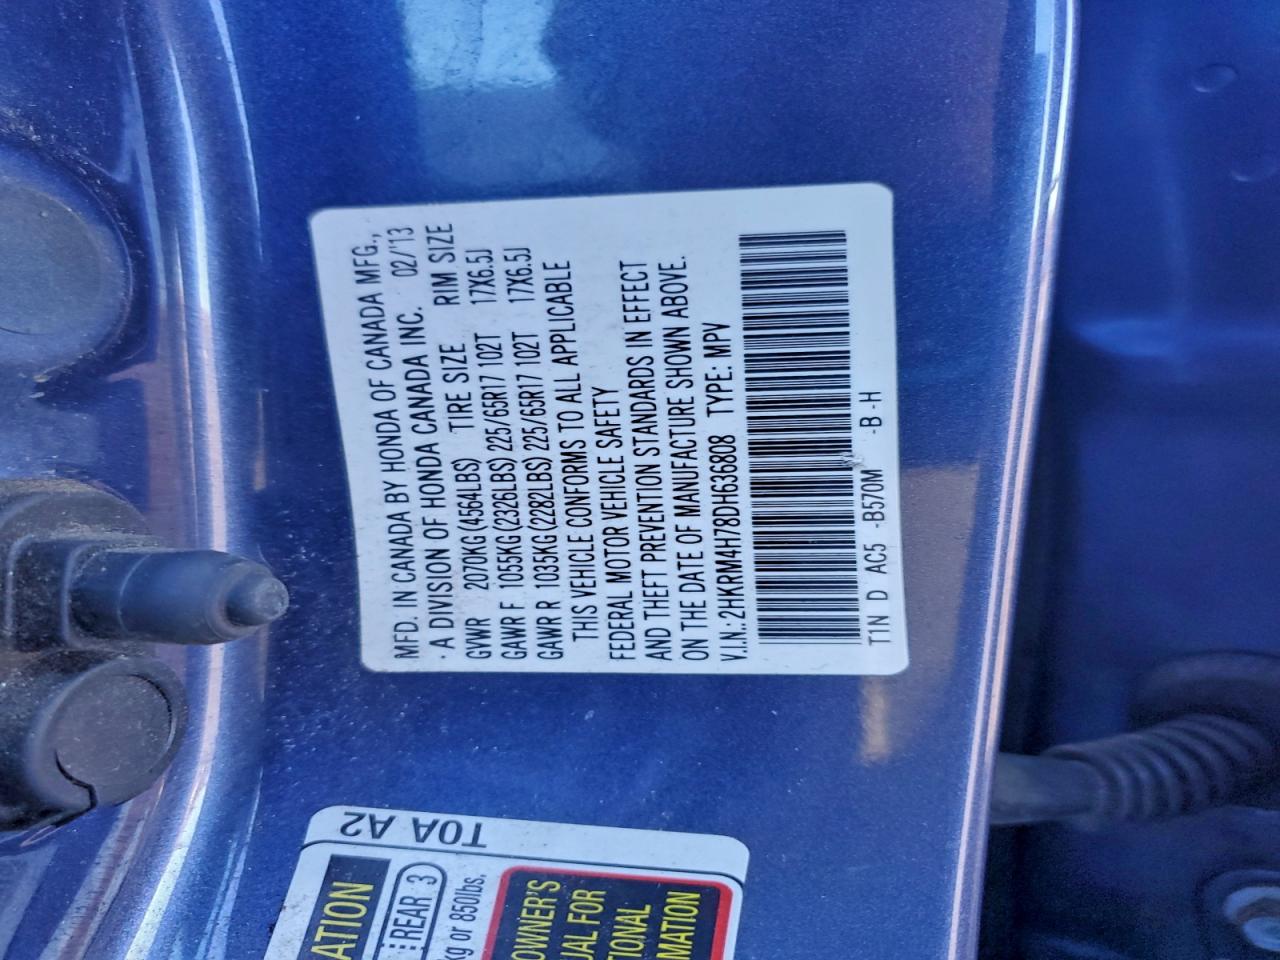 MFD. IN CANADA BY HONDA OF CANADA MFG.,
A DIVISION OF HONDA CANADA INC. 02/'13
GVWR 2070KG(4564LBS) TIRE SIZE RIM SIZE
GAWR F 1055KG(2326LBS) 225/65R17 102T 17X6.5J
GAWR R 1035KG(2282LBS) 225/65R17 102T 17X6.5J
THIS VEHICLE CONFORMS TO ALL APPLICABLE
FEDERAL MOTOR VEHICLE SAFETY
AND THEFT PREVENTION STANDARDS IN EFFECT
ON THE DATE OF MANUFACTURE SHOWN ABOVE.
V.I.N.: 2HKRM4H78DH636808 TYPE: MPV
T1N D AC5 -B570M -B-H
T0A A2
ATION
REAR 3
kg or 850lbs.
OWNER'S
UAL FOR
TIONAL
MATION